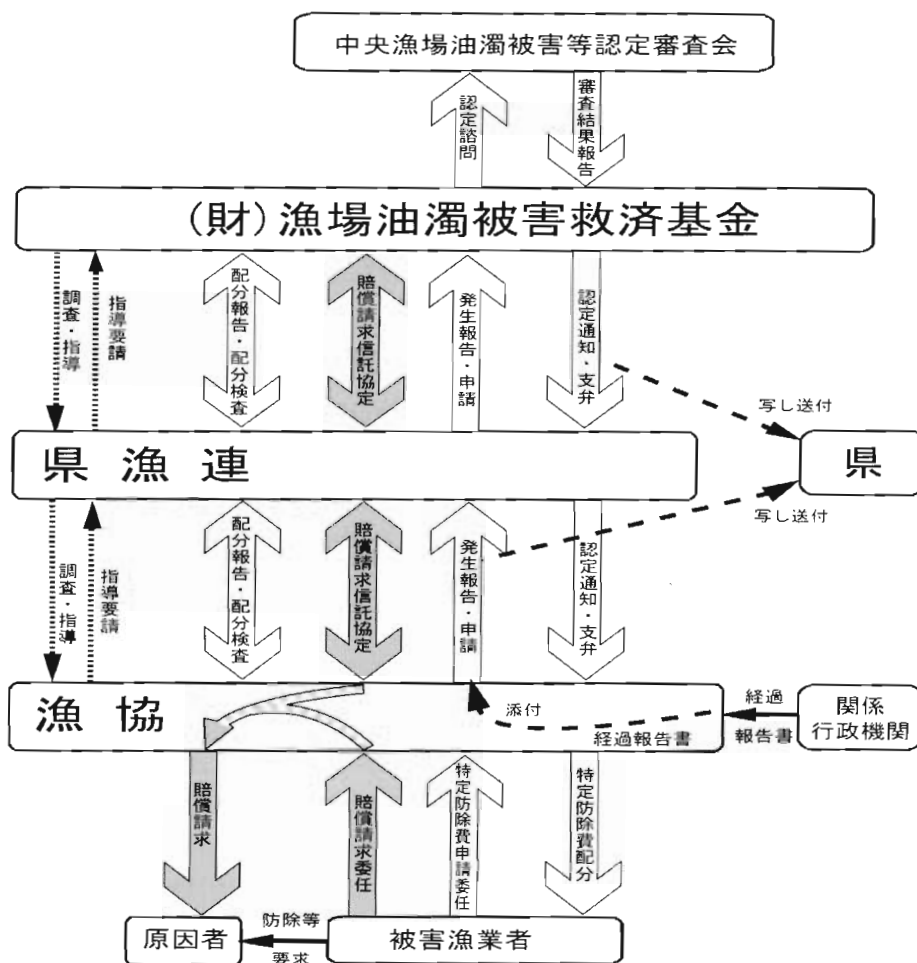 中央漁場油濁被害等認定審査会
認定諮問
審査結果報告
(財)漁場油濁被害救済基金
調査・指導
指導要請
配分報告・配分検査
賠償請求信託協定
発生報告・申請
認定通知・支弁
写し送付
県漁連
県
写し送付
調査・指導
指導要請
配分報告・配分検査
賠償請求信託協定
発生報告・申請
認定通知・支弁
漁協
添付
経過報告書
経過
報告書
関係
行政機関
賠償請求
賠償請求委任
特定防除費申請委任
特定防除費配分
原因者
防除等
要求
被害漁業者